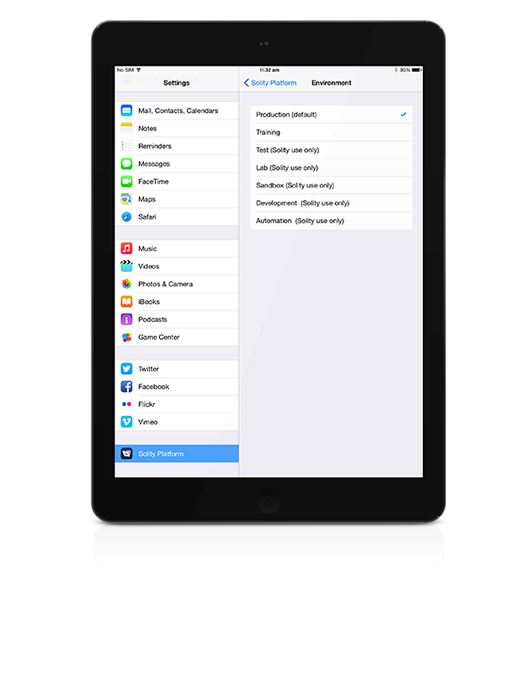 No SIM
11:32 am
90%
Settings
Solity Platform
Environment
Mail, Contacts, Calendars
Notes
Reminders
Messages
FaceTime
Maps
Safari
Music
Videos
Photos & Camera
iBooks
Podcasts
Game Center
Twitter
Facebook
Flickr
Vimeo
Solity Platform
Production (default)
Training
Test (Solity use only)
Lab (Solity use only)
Sandbox (Solity use only)
Development (Solity use only)
Automation (Solity use only)